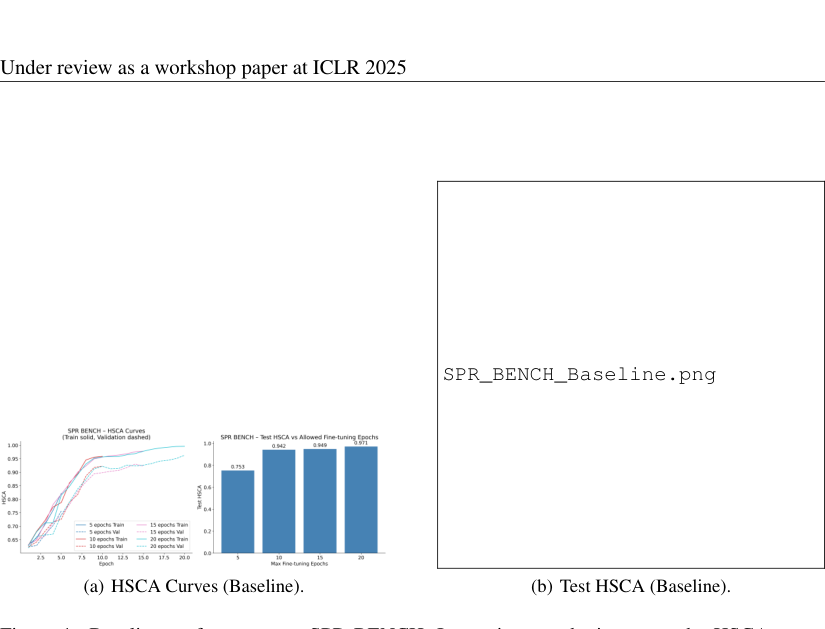 Under review as a workshop paper at ICLR 2025
SPR_BENCH_Baseline.png
SPR BENCH – HSCA Curves
(Train solid, Validation dashed)
1.00
0.95
0.90
0.85
0.80
0.75
0.70
0.65
HSCA
5 epochs Train
5 epochs Val
10 epochs Train
10 epochs Val
15 epochs Train
15 epochs Val
20 epochs Train
20 epochs Val
2.5 5.0 7.5 10.0 12.5 15.0 17.5 20.0
Epoch
SPR BENCH – Test HSCA vs Allowed Fine-tuning Epochs
1.0
0.8
0.6
0.4
0.2
0.0
Test HSCA
0.753
0.942
0.949
0.971
5 10 15 20
Max Fine-tuning Epochs
(a) HSCA Curves (Baseline).
(b) Test HSCA (Baseline).